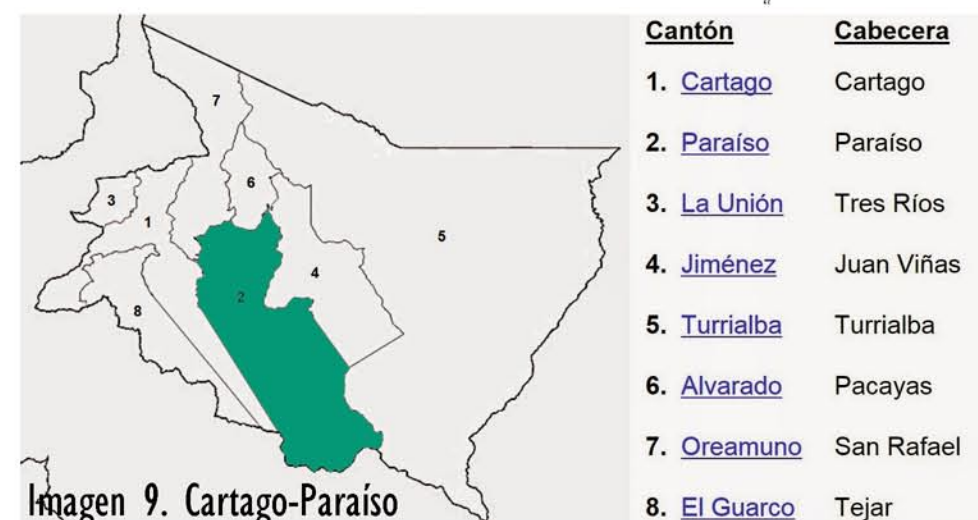 Cantón Cabecera
1. Cartago Cartago
2. Paraíso Paraíso
3. La Unión Tres Ríos
4. Jiménez Juan Viñas
5. Turrialba Turrialba
6. Alvarado Pacayas
7. Oreamuno San Rafael
8. El Guarco Tejar
7
6
3
1
5
4
2
8
Imagen 9. Cartago-Paraíso